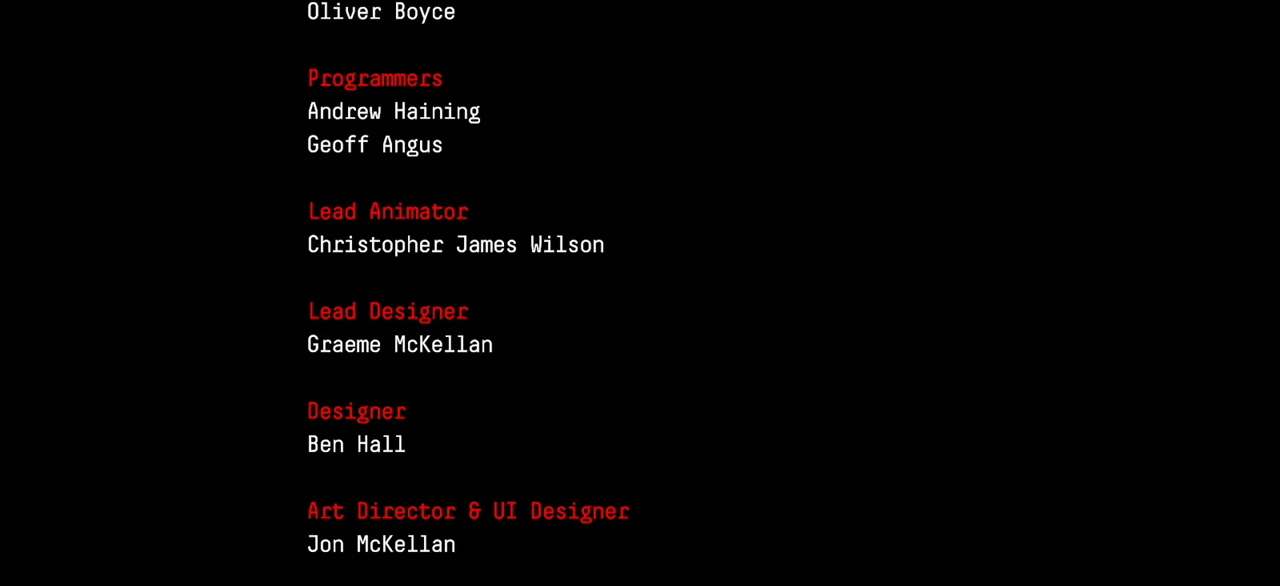 Oliver Boyce
Programmers
Andrew Haining
Geoff Angus
Lead Animator
Christopher James Wilson
Lead Designer
Graeme McKellan
Designer
Ben Hall
Art Director & UI Designer
Jon McKellan